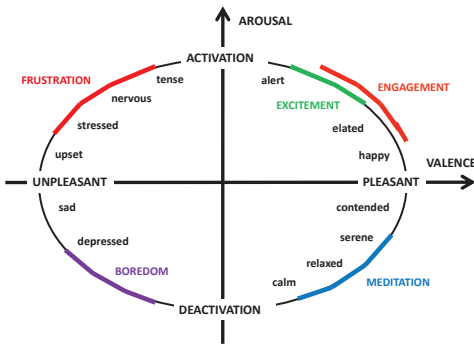 AROUSAL
ACTIVATION
FRUSTRATION
tense
alert
ENGAGEMENT
nervous
EXCITEMENT
stressed
elated
upset
happy
VALENCE
UNPLEASANT
PLEASANT
sad
contended
depressed
serene
relaxed
BOREDOM
calm
MEDITATION
DEACTIVATION